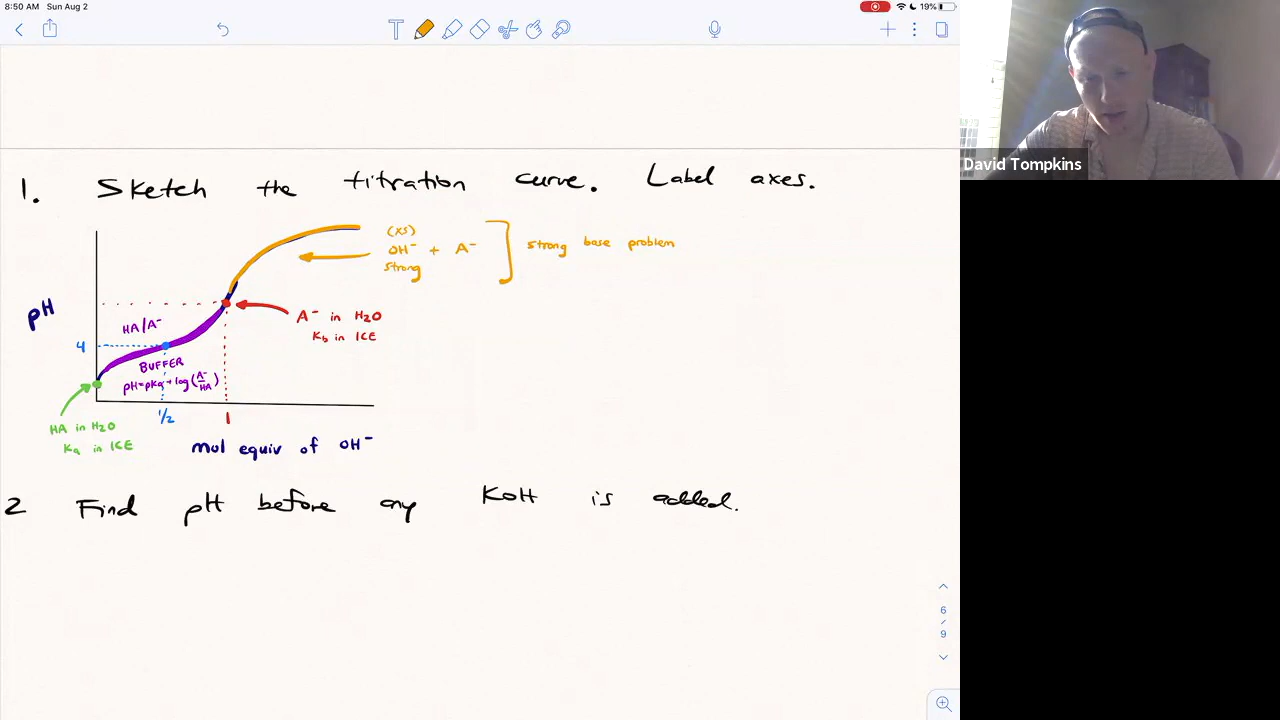 8:50 AM Sun Aug 2
19%
David Tompkins
1. Sketch the titration curve. Label axes.
(xs)
OH⁻ + A⁻
strong
strong base problem
pH
HA/A⁻
A⁻ in H2O
Kb in ICE
4
BUFFER
pH=pKa+log(A⁻/HA)
1/2
1
HA in H2O
Ka in ICE
mol equiv of OH⁻
2 Find pH before any KOH is added.
6
/
9